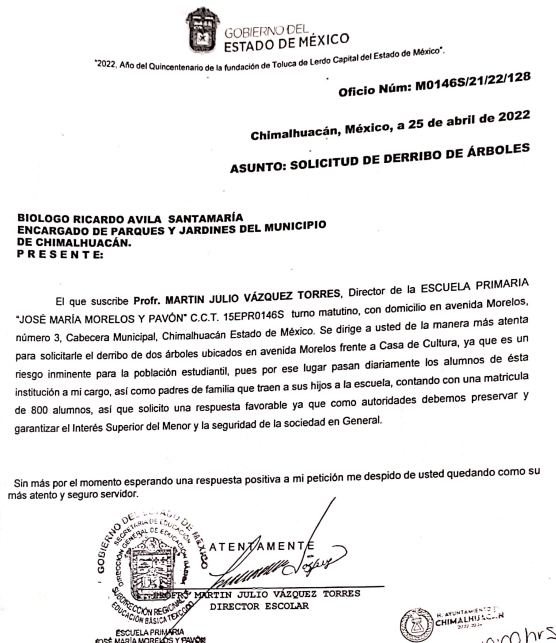 GOBIERNO DEL
ESTADO DE MÉXICO
"2022, Año del Quincentenario de la fundación de Toluca de Lerdo Capital del Estado de México".
Oficio Núm: M0146S/21/22/128
Chimalhuacán, México, a 25 de abril de 2022
ASUNTO: SOLICITUD DE DERRIBO DE ÁRBOLES
BIOLOGO RICARDO AVILA SANTAMARÍA
ENCARGADO DE PARQUES Y JARDINES DEL MUNICIPIO
DE CHIMALHUACÁN.
P R E S E N T E:
El que suscribe Profr. MARTIN JULIO VÁZQUEZ TORRES, Director de la ESCUELA PRIMARIA
"JOSÉ MARÍA MORELOS Y PAVÓN" C.C.T. 15EPR0146S turno matutino, con domicilio en avenida Morelos,
número 3, Cabecera Municipal, Chimalhuacán Estado de México. Se dirige a usted de la manera más atenta
para solicitarle el derribo de dos árboles ubicados en avenida Morelos frente a Casa de Cultura, ya que es un
riesgo inminente para la población estudiantil, pues por ese lugar pasan diariamente los alumnos de ésta
institución a mi cargo, así como padres de familia que traen a sus hijos a la escuela, contando con una matricula
de 800 alumnos, así que solicito una respuesta favorable ya que como autoridades debemos preservar y
garantizar el Interés Superior del Menor y la seguridad de la sociedad en General.
Sin más por el momento esperando una respuesta positiva a mi petición me despido de usted quedando como su
más atento y seguro servidor.
GOBIERNO DEL ESTADO DE MÉXICO
SECRETARIA DE EDUCACIÓN
DIRECCIÓN GENERAL DE EDUCACIÓN
SUBDIRECCIÓN REGIONAL
EDUCACIÓN BÁSICA TEXCOCO
ATENTAMENTE
PROFR MARTIN JULIO VÁZQUEZ TORRES
DIRECTOR ESCOLAR
ESCUELA PRIMARIA
JOSÉ MARÍA MORELOS Y PAVÓN
H. AYUNTAMIENTO
CHIMALHUACAN
hrs